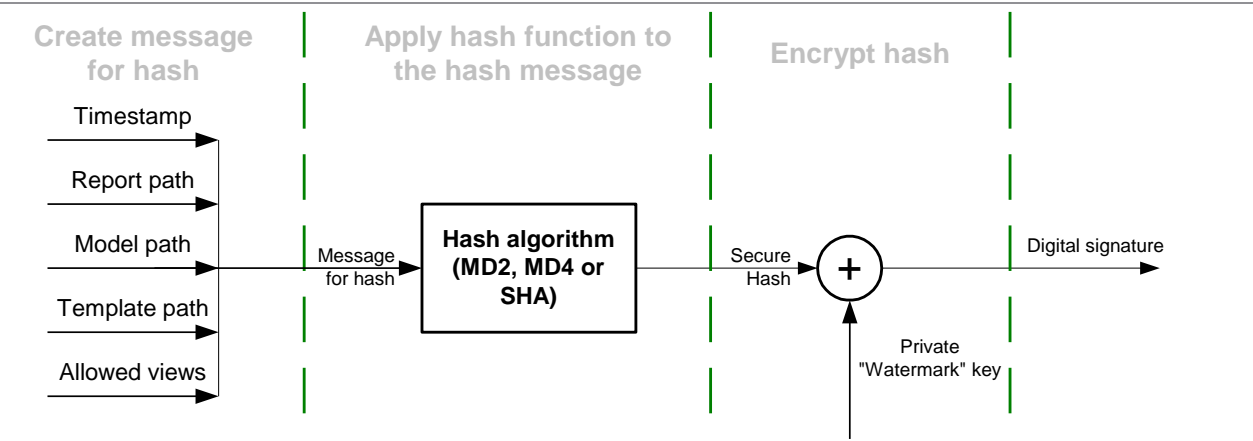 Create message
for hash
Apply hash function to
the hash message
Encrypt hash
Timestamp
Report path
Model path
Template path
Allowed views
Message
for hash
Hash algorithm
(MD2, MD4 or
SHA)
Secure
Hash
+
Digital signature
Private
"Watermark" key